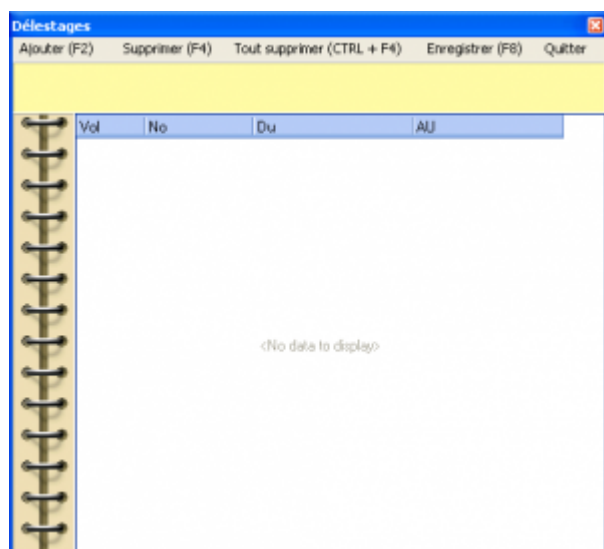 Délestages
Ajouter (F2) Supprimer (F4) Tout supprimer (CTRL + F4) Enregistrer (F8) Quitter
Vol No Du AU
<No data to display>